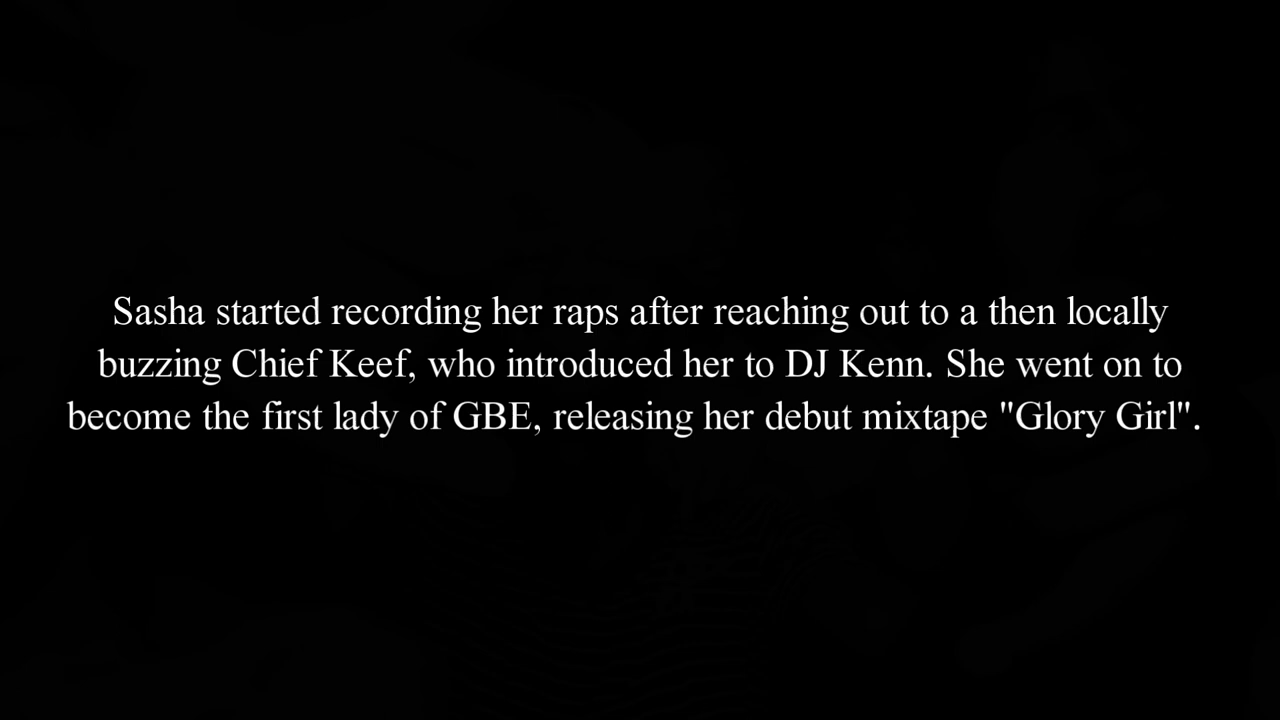 Sasha started recording her raps after reaching out to a then locally
buzzing Chief Keef, who introduced her to DJ Kenn. She went on to
become the first lady of GBE, releasing her debut mixtape "Glory Girl".